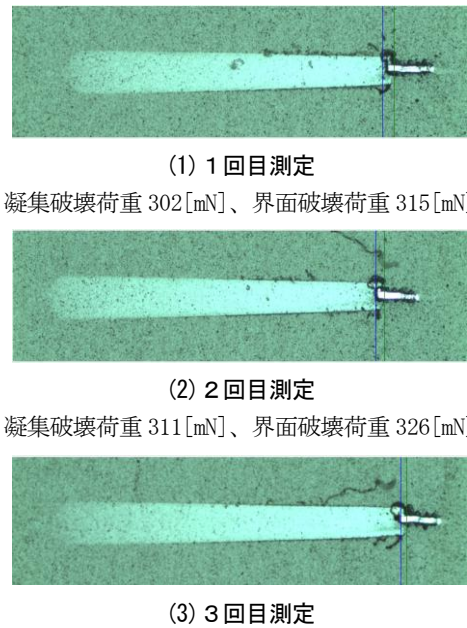 (1) 1回目測定
凝集破壊荷重 302[mN]、界面破壊荷重 315[mN]
(2) 2回目測定
凝集破壊荷重 311[mN]、界面破壊荷重 326[mN]
(3) 3回目測定